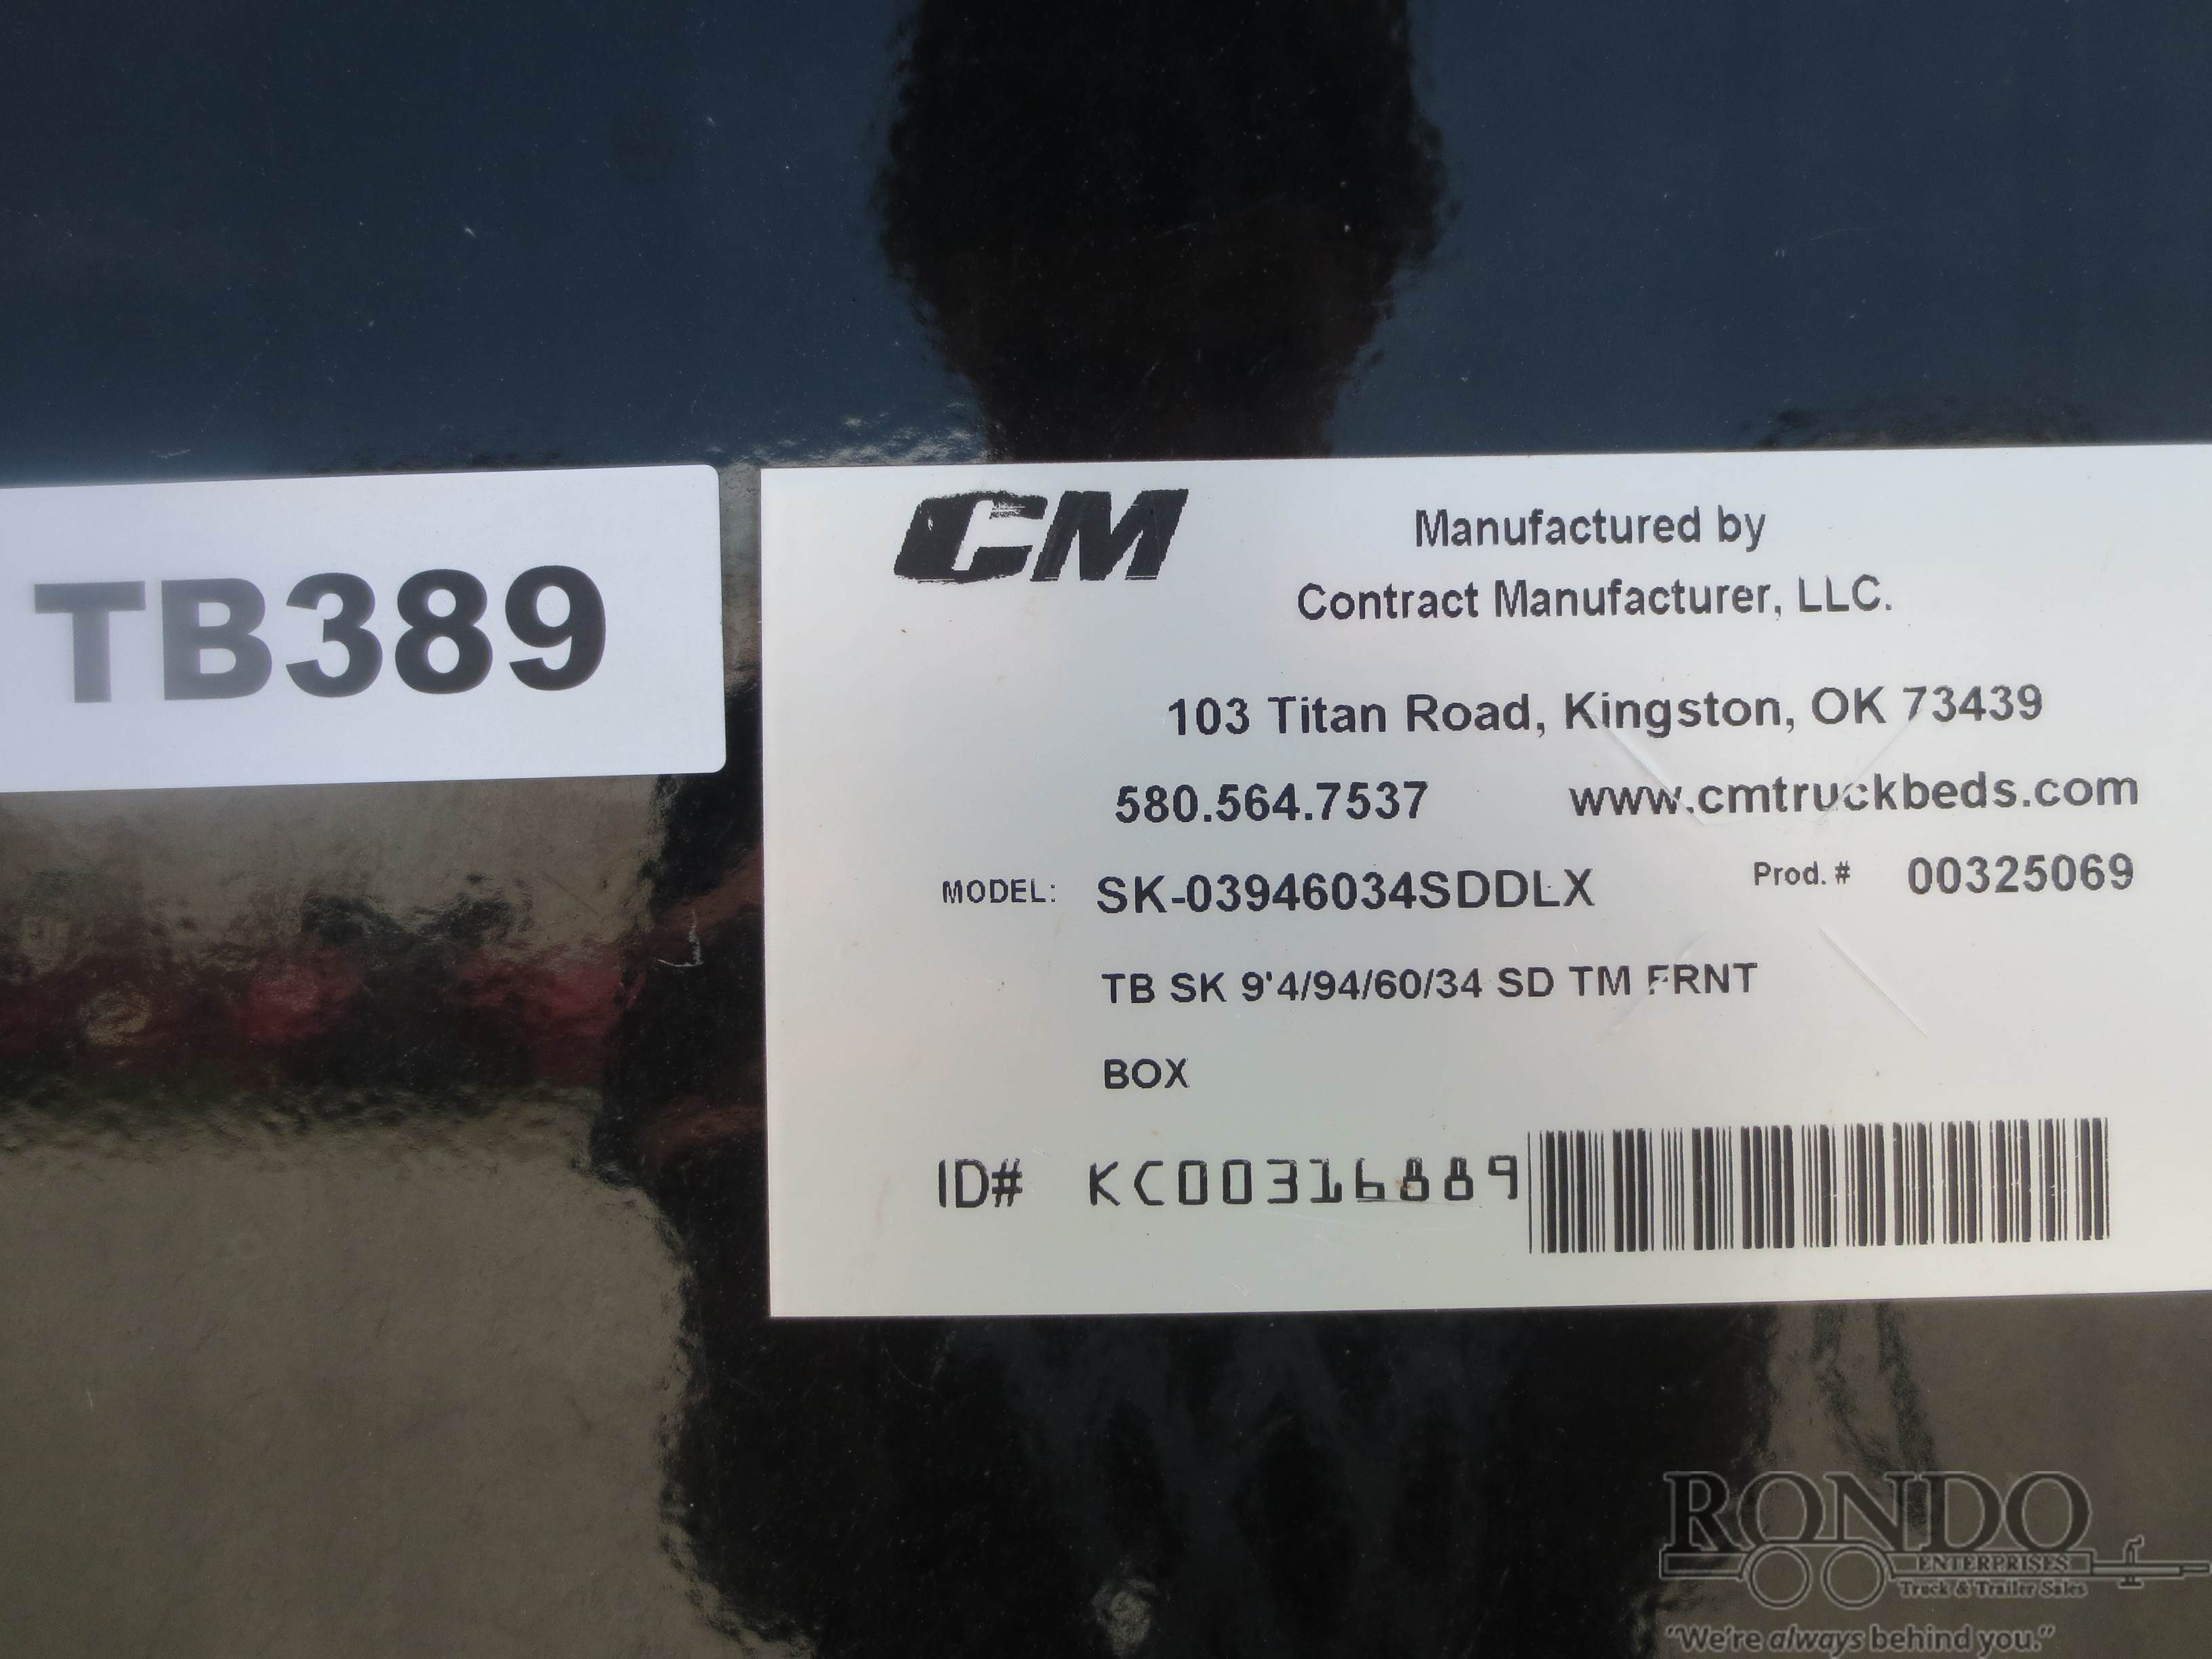 TB389
CM
Manufactured by
Contract Manufacturer, LLC.
103 Titan Road, Kingston, OK 73439
580.564.7537 www.cmtruckbeds.com
MODEL: SK-03946034SDDLX Prod. # 00325069
TB SK 9'4/94/60/34 SD TM FRNT
BOX
ID# KC00316889
RONDO
ENTERPRISES
Truck & Trailer Sales
"We're always behind you."